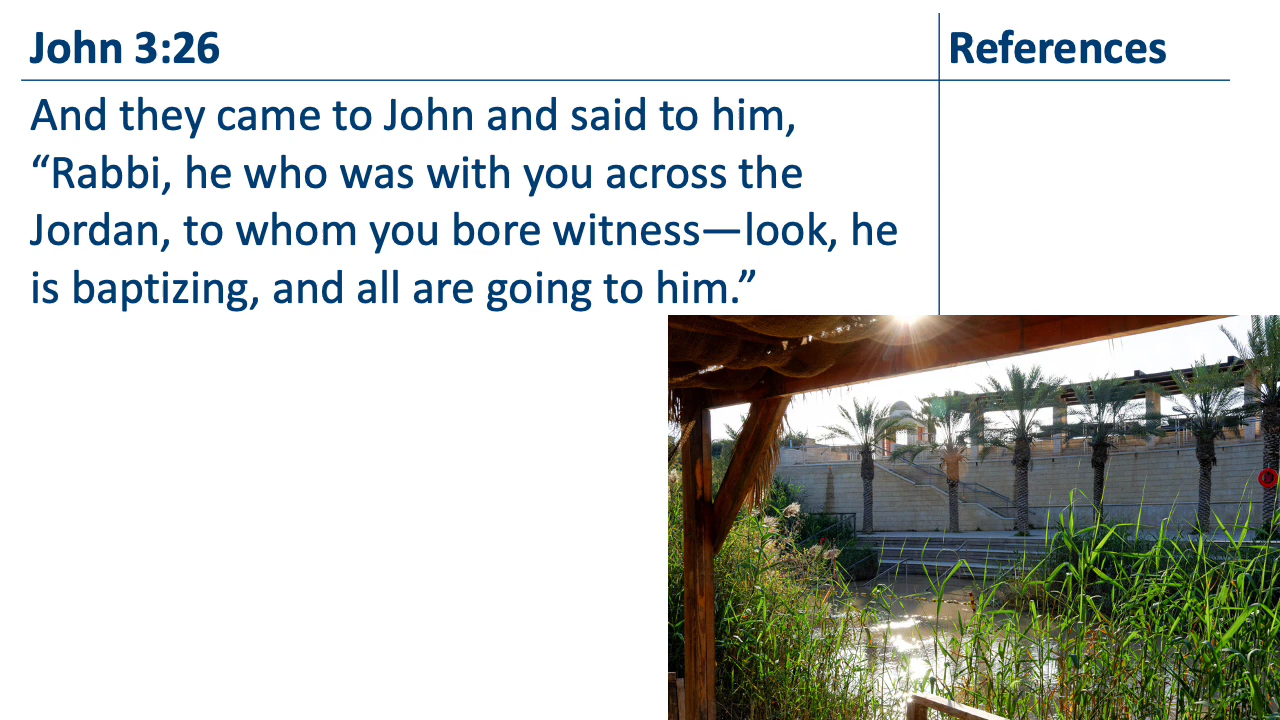 John 3:26
References
And they came to John and said to him,
“Rabbi, he who was with you across the
Jordan, to whom you bore witness—look, he
is baptizing, and all are going to him.”